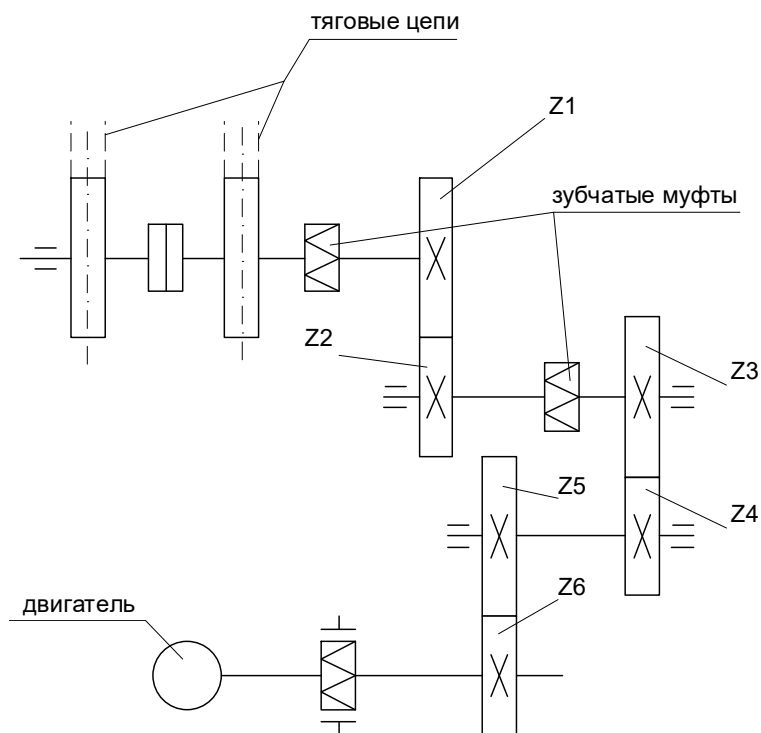 тяговые цепи
Z1
зубчатые муфты
Z2
Z3
Z5
Z4
Z6
двигатель